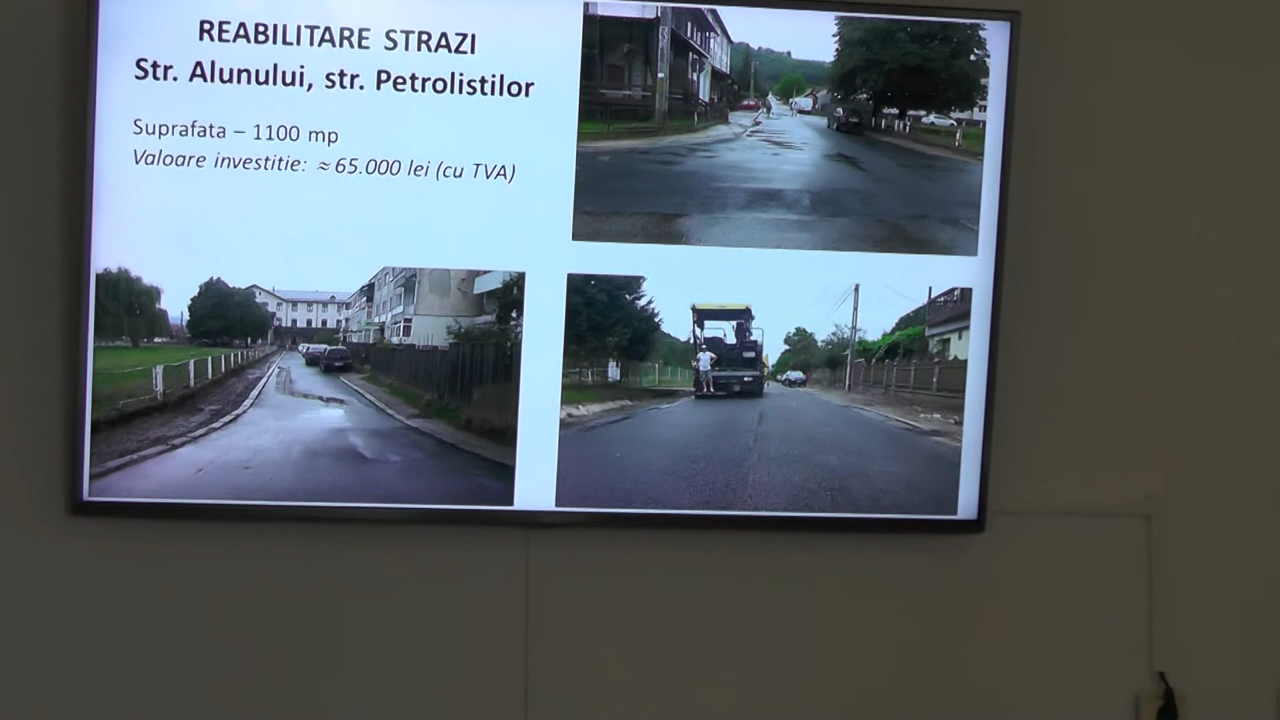 REABILITARE STRAZI
Str. Alunului, str. Petrolistilor
Suprafata – 1100 mp
Valoare investitie: ≈65.000 lei (cu TVA)